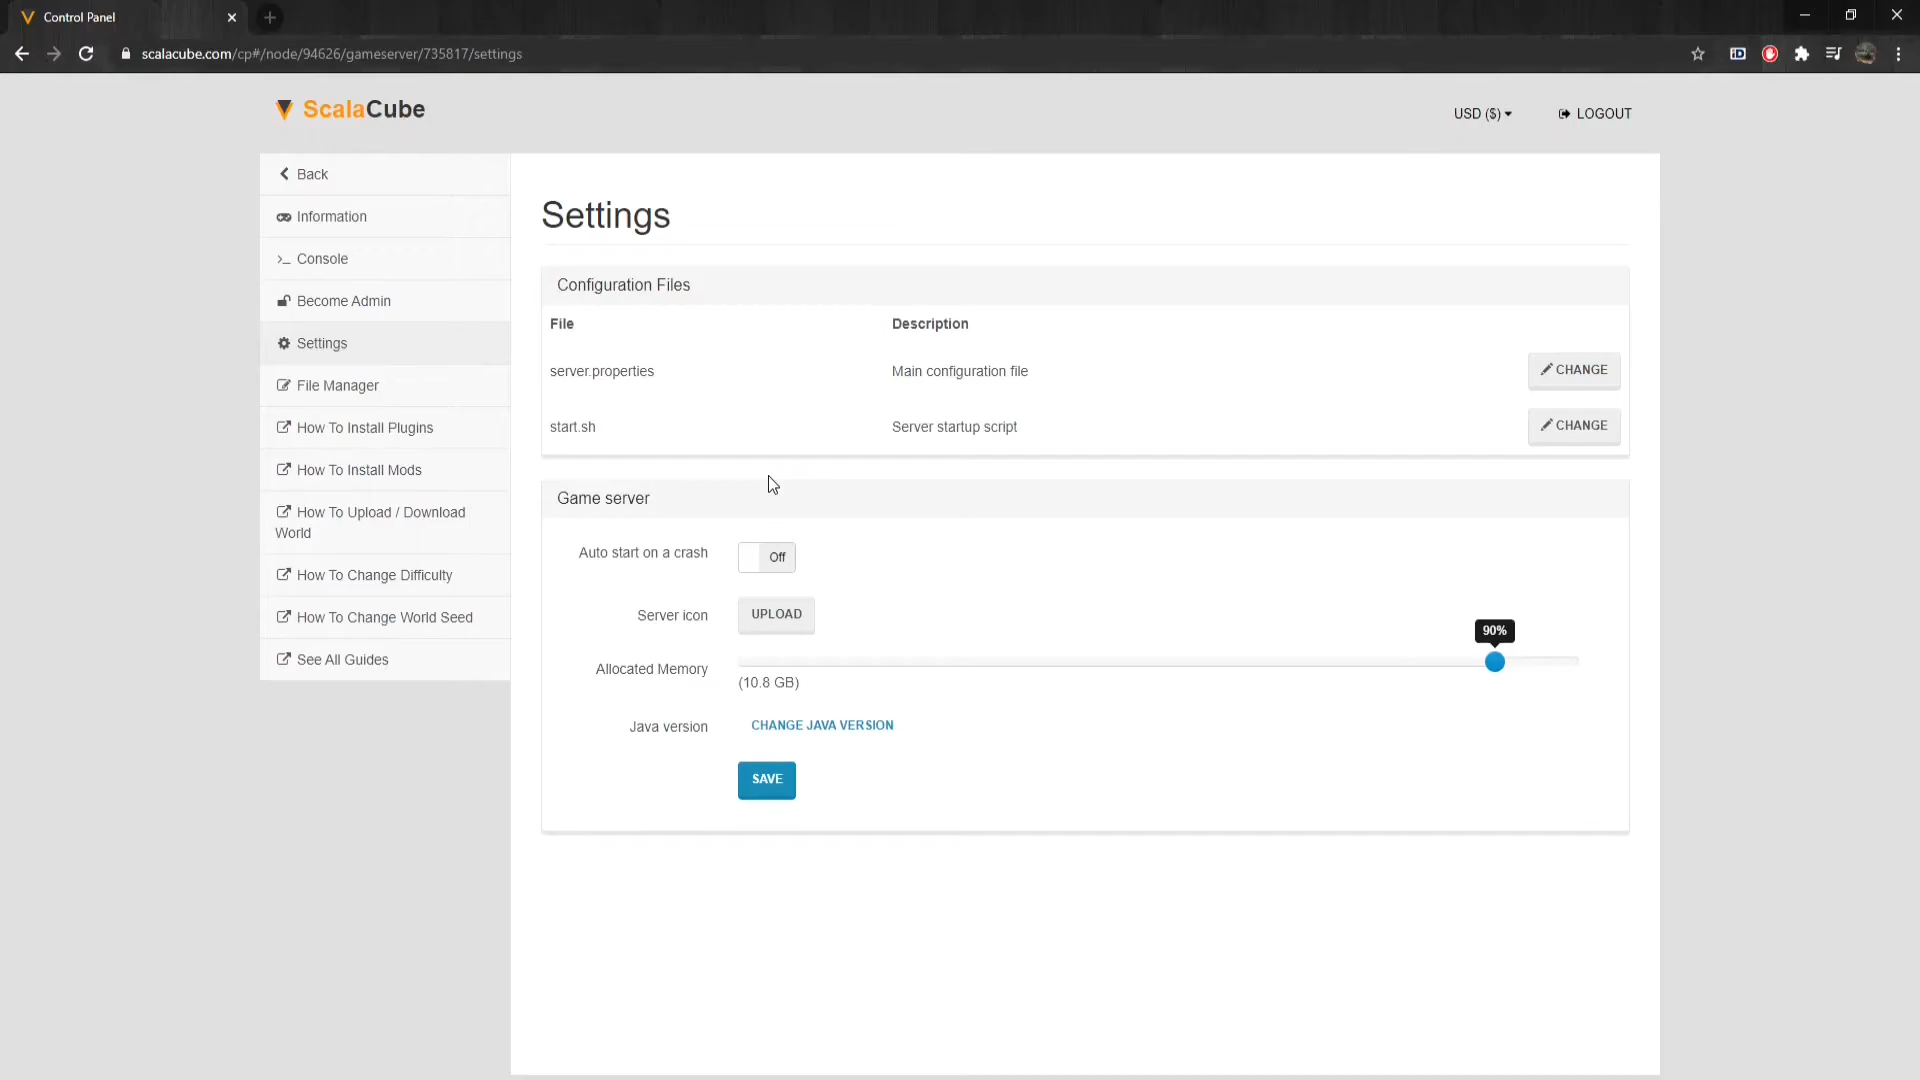 Control Panel
scalacube.com/cp#/node/94626/gameserver/735817/settings
ScalaCube
USD ($)
LOGOUT
Back
Information
Console
Become Admin
Settings
File Manager
How To Install Plugins
How To Install Mods
How To Upload / Download
World
How To Change Difficulty
How To Change World Seed
See All Guides
Settings
Configuration Files
File Description
server.properties Main configuration file CHANGE
start.sh Server startup script CHANGE
Game server
Auto start on a crash Off
Server icon UPLOAD
90%
Allocated Memory
(10.8 GB)
Java version CHANGE JAVA VERSION
SAVE